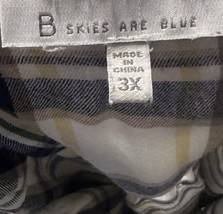 B SKIES ARE BLUE
MADE IN
CHINA
3X